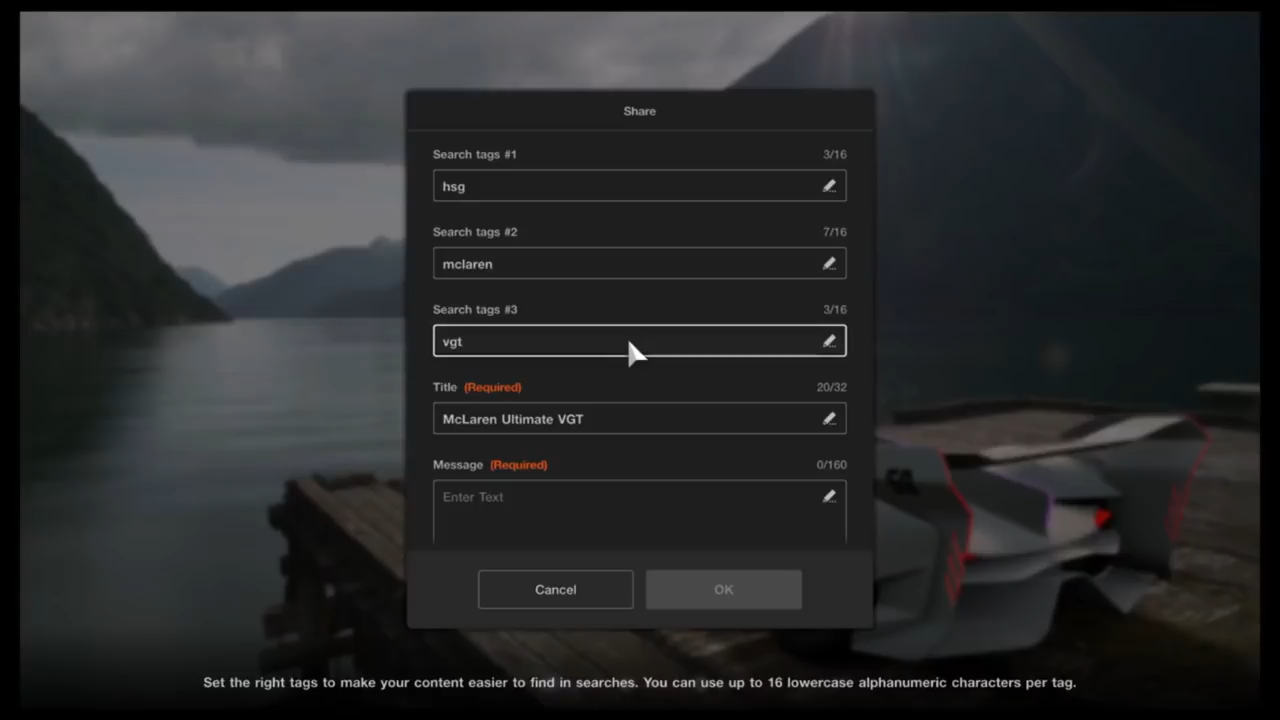 Share
Search tags #1 3/16
hsg
Search tags #2 7/16
mclaren
Search tags #3 3/16
vgt
Title (Required) 20/32
McLaren Ultimate VGT
Message (Required) 0/160
Enter Text
Cancel OK
Set the right tags to make your content easier to find in searches. You can use up to 16 lowercase alphanumeric characters per tag.